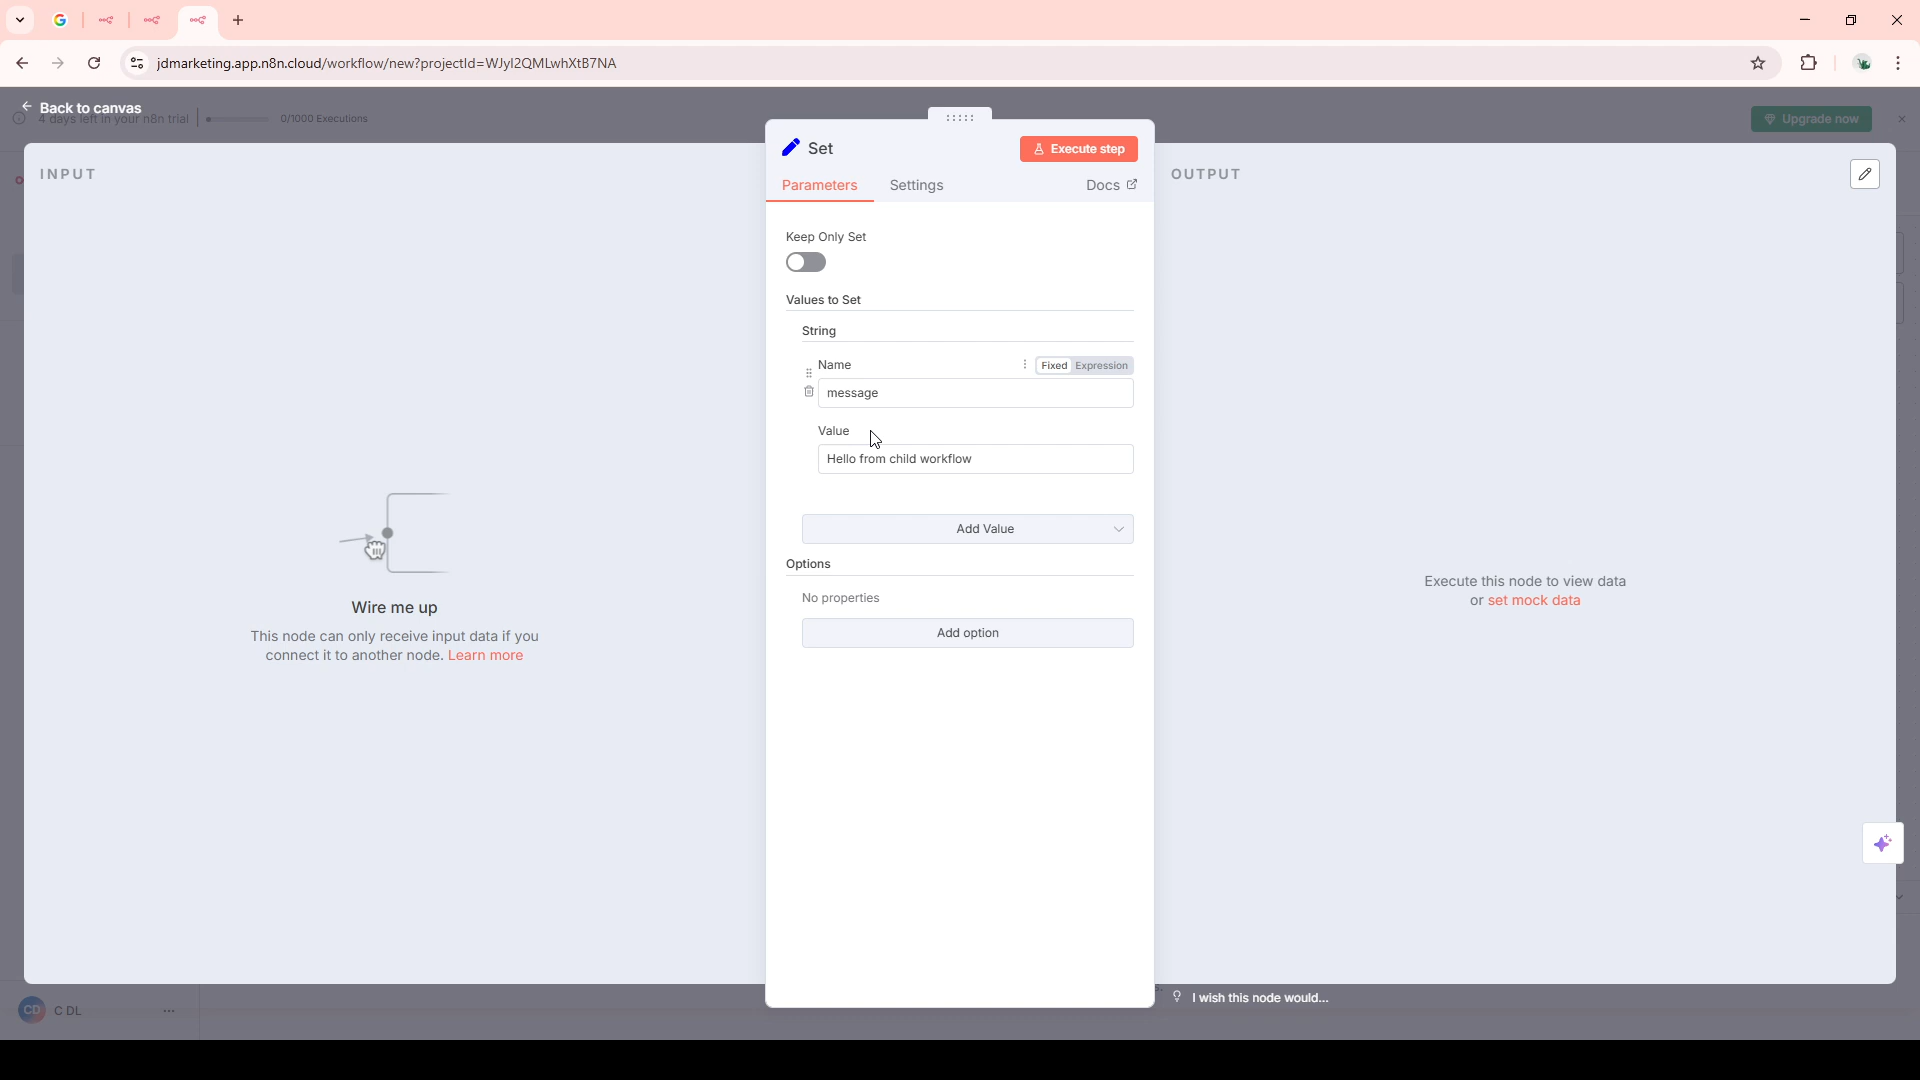 jdmarketing.app.n8n.cloud/workflow/new?projectId=WJyl2QMLwhXtB7NA
Back to canvas
4 days left in your n8n trial
0/1000 Executions
Upgrade now
INPUT
Set
Execute step
OUTPUT
Parameters
Settings
Docs
Keep Only Set
Values to Set
String
Name
Fixed
Expression
message
Value
Hello from child workflow
Add Value
Options
No properties
Add option
Wire me up
This node can only receive input data if you
connect it to another node. Learn more
Execute this node to view data
or set mock data
I wish this node would...
CD
C DL